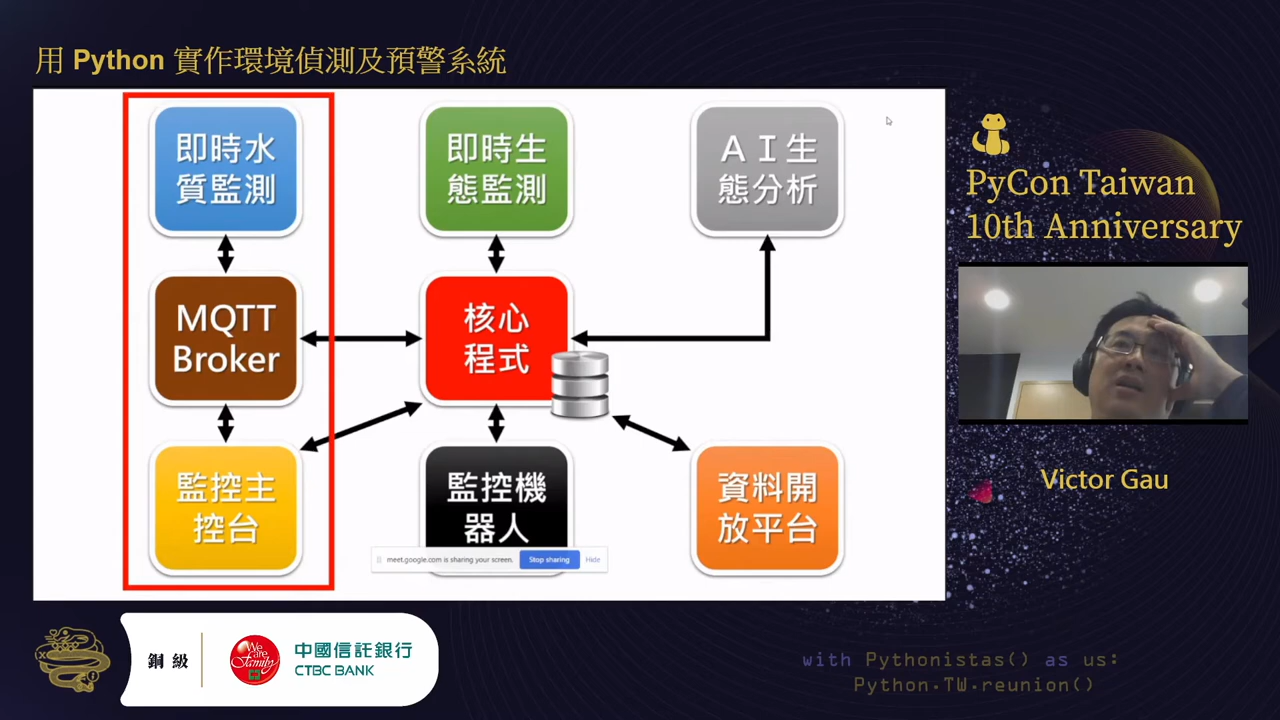 用 Python 實作環境偵測及預警系統
即時水
質監測
即時生
態監測
ＡＩ生
態分析
MQTT
Broker
核心
程式
監控主
控台
監控機
器人
資料開
放平台
meet.google.com is sharing your screen.
Stop sharing
Hide
PyCon Taiwan
10th Anniversary
Victor Gau
銅級
We are Family
中國信託銀行
CTBC BANK
with Pythonistas() as us:
Python.TW.reunion()